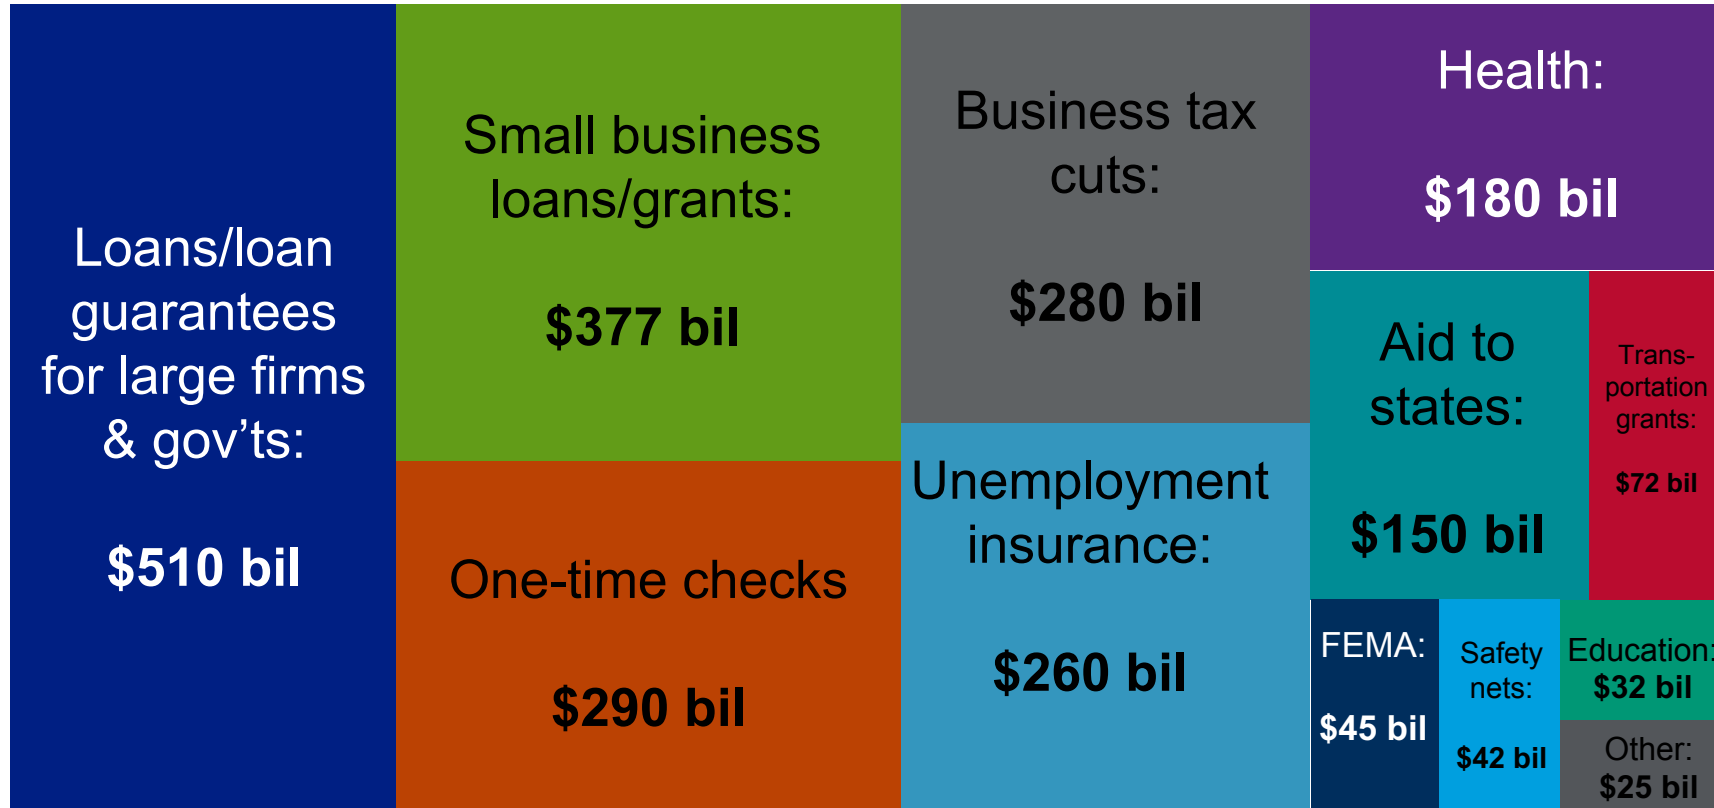 Loans/loan
guarantees
for large firms
& gov’ts:
$510 bil
Small business
loans/grants:
$377 bil
One-time checks
$290 bil
Business tax
cuts:
$280 bil
Unemployment
insurance:
$260 bil
Health:
$180 bil
Aid to
states:
$150 bil
Trans-
portation
grants:
$72 bil
FEMA:
$45 bil
Safety
nets:
$42 bil
Education:
$32 bil
Other:
$25 bil